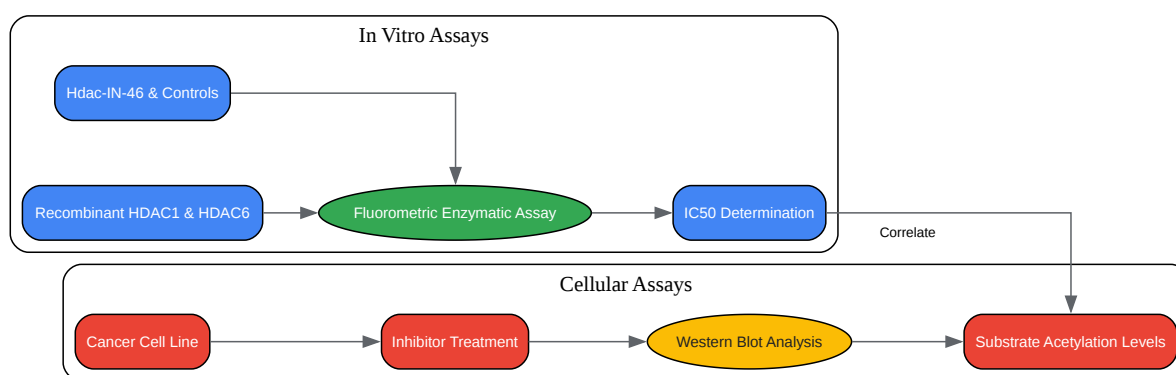 In Vitro Assays
Hdac-IN-46 & Controls
Recombinant HDAC1 & HDAC6
Fluorometric Enzymatic Assay
IC50 Determination
Correlate
Cellular Assays
Cancer Cell Line
Inhibitor Treatment
Western Blot Analysis
Substrate Acetylation Levels